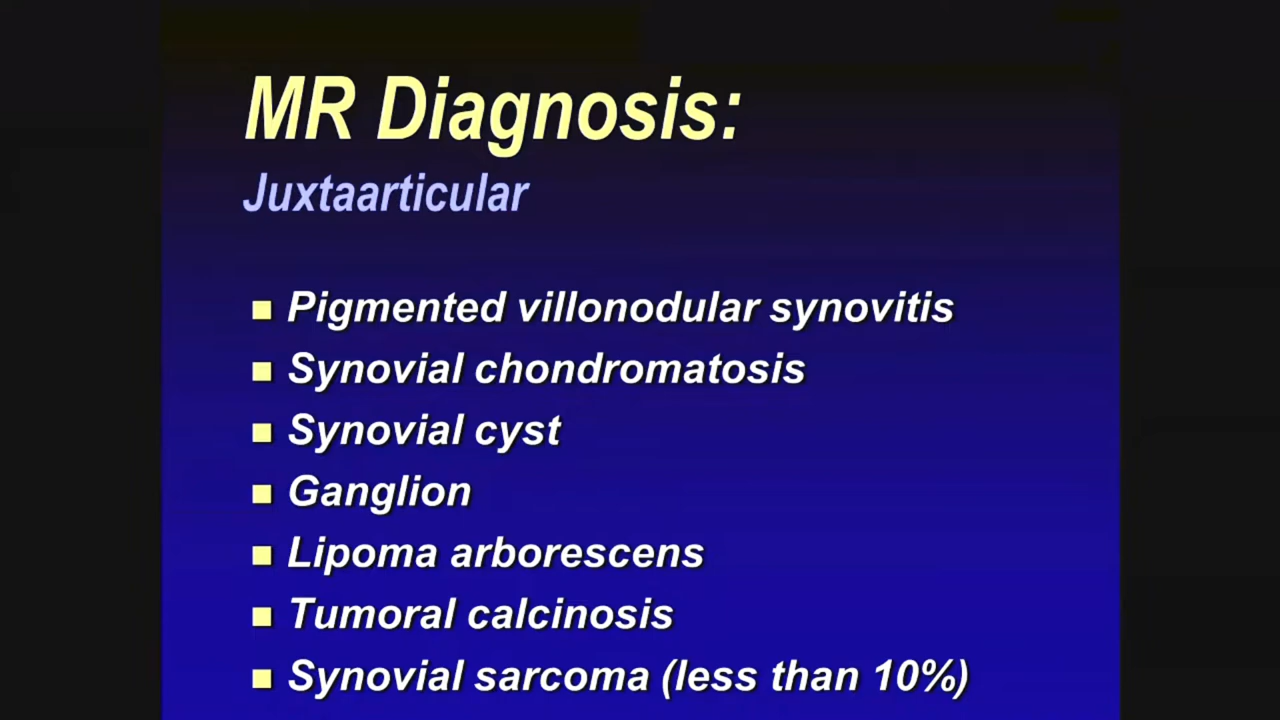 MR Diagnosis:
Juxtaarticular
Pigmented villonodular synovitis
Synovial chondromatosis
Synovial cyst
Ganglion
Lipoma arborescens
Tumoral calcinosis
Synovial sarcoma (less than 10%)